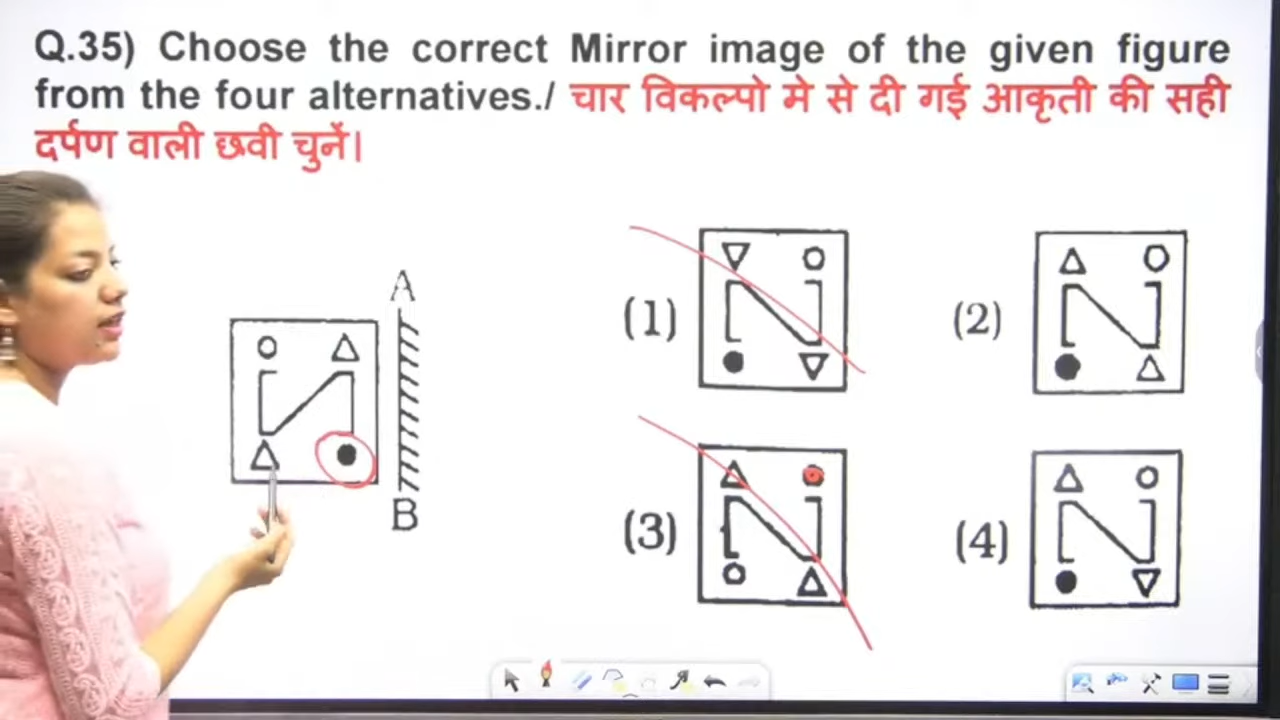 Q.35) Choose the correct Mirror image of the given figure
from the four alternatives./ चार विकल्पो मे से दी गई आकृती की सही
दर्पण वाली छवी चुनें।
A
B
(1)
(2)
(3)
(4)